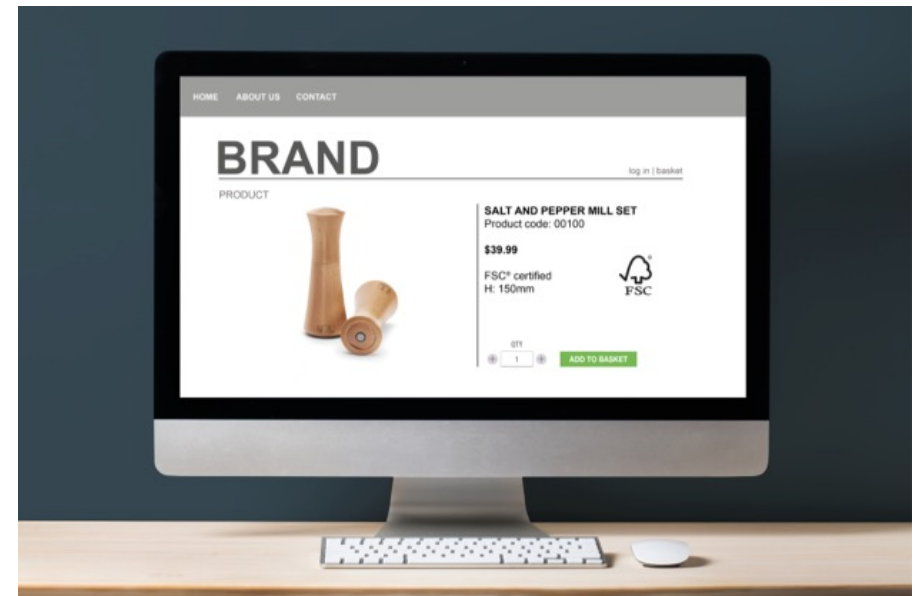 HOME ABOUT US CONTACT
BRAND
log in | basket
PRODUCT
SALT AND PEPPER MILL SET
Product code: 00100
$39.99
FSC® certified
H: 150mm
FSC®
QTY
1
ADD TO BASKET